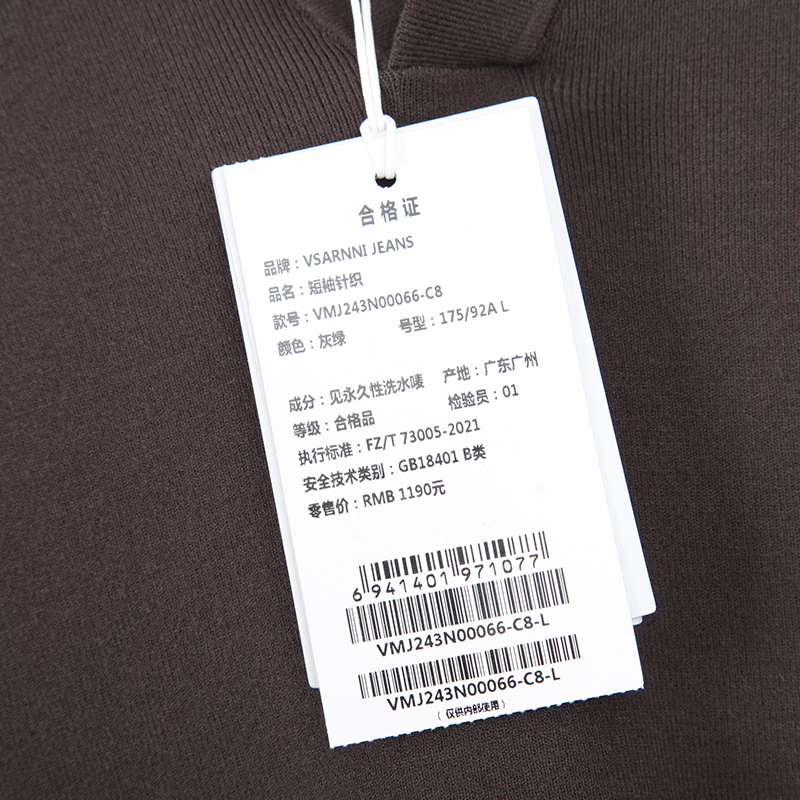 合格证
品牌：VSARNNI JEANS
品名：短袖针织
款号：VMJ243N00066-C8
颜色：灰绿 号型：175/92A L
成分：见永久性洗水唛 产地：广东广州
等级：合格品 检验员：01
执行标准：FZ/T 73005-2021
安全技术类别：GB18401 B类
零售价：RMB 1190元
6 941401 971077
VMJ243N00066-C8-L
VMJ243N00066-C8-L
（仅供内部使用）